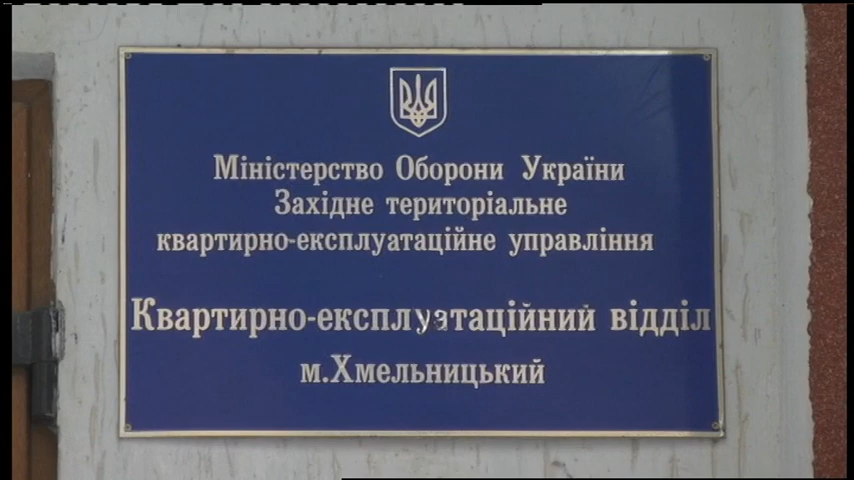 Міністерство Оборони України
Західне територіальне
квартирно-експлуатаційне управління
Квартирно-експлуатаційний відділ
м.Хмельницький